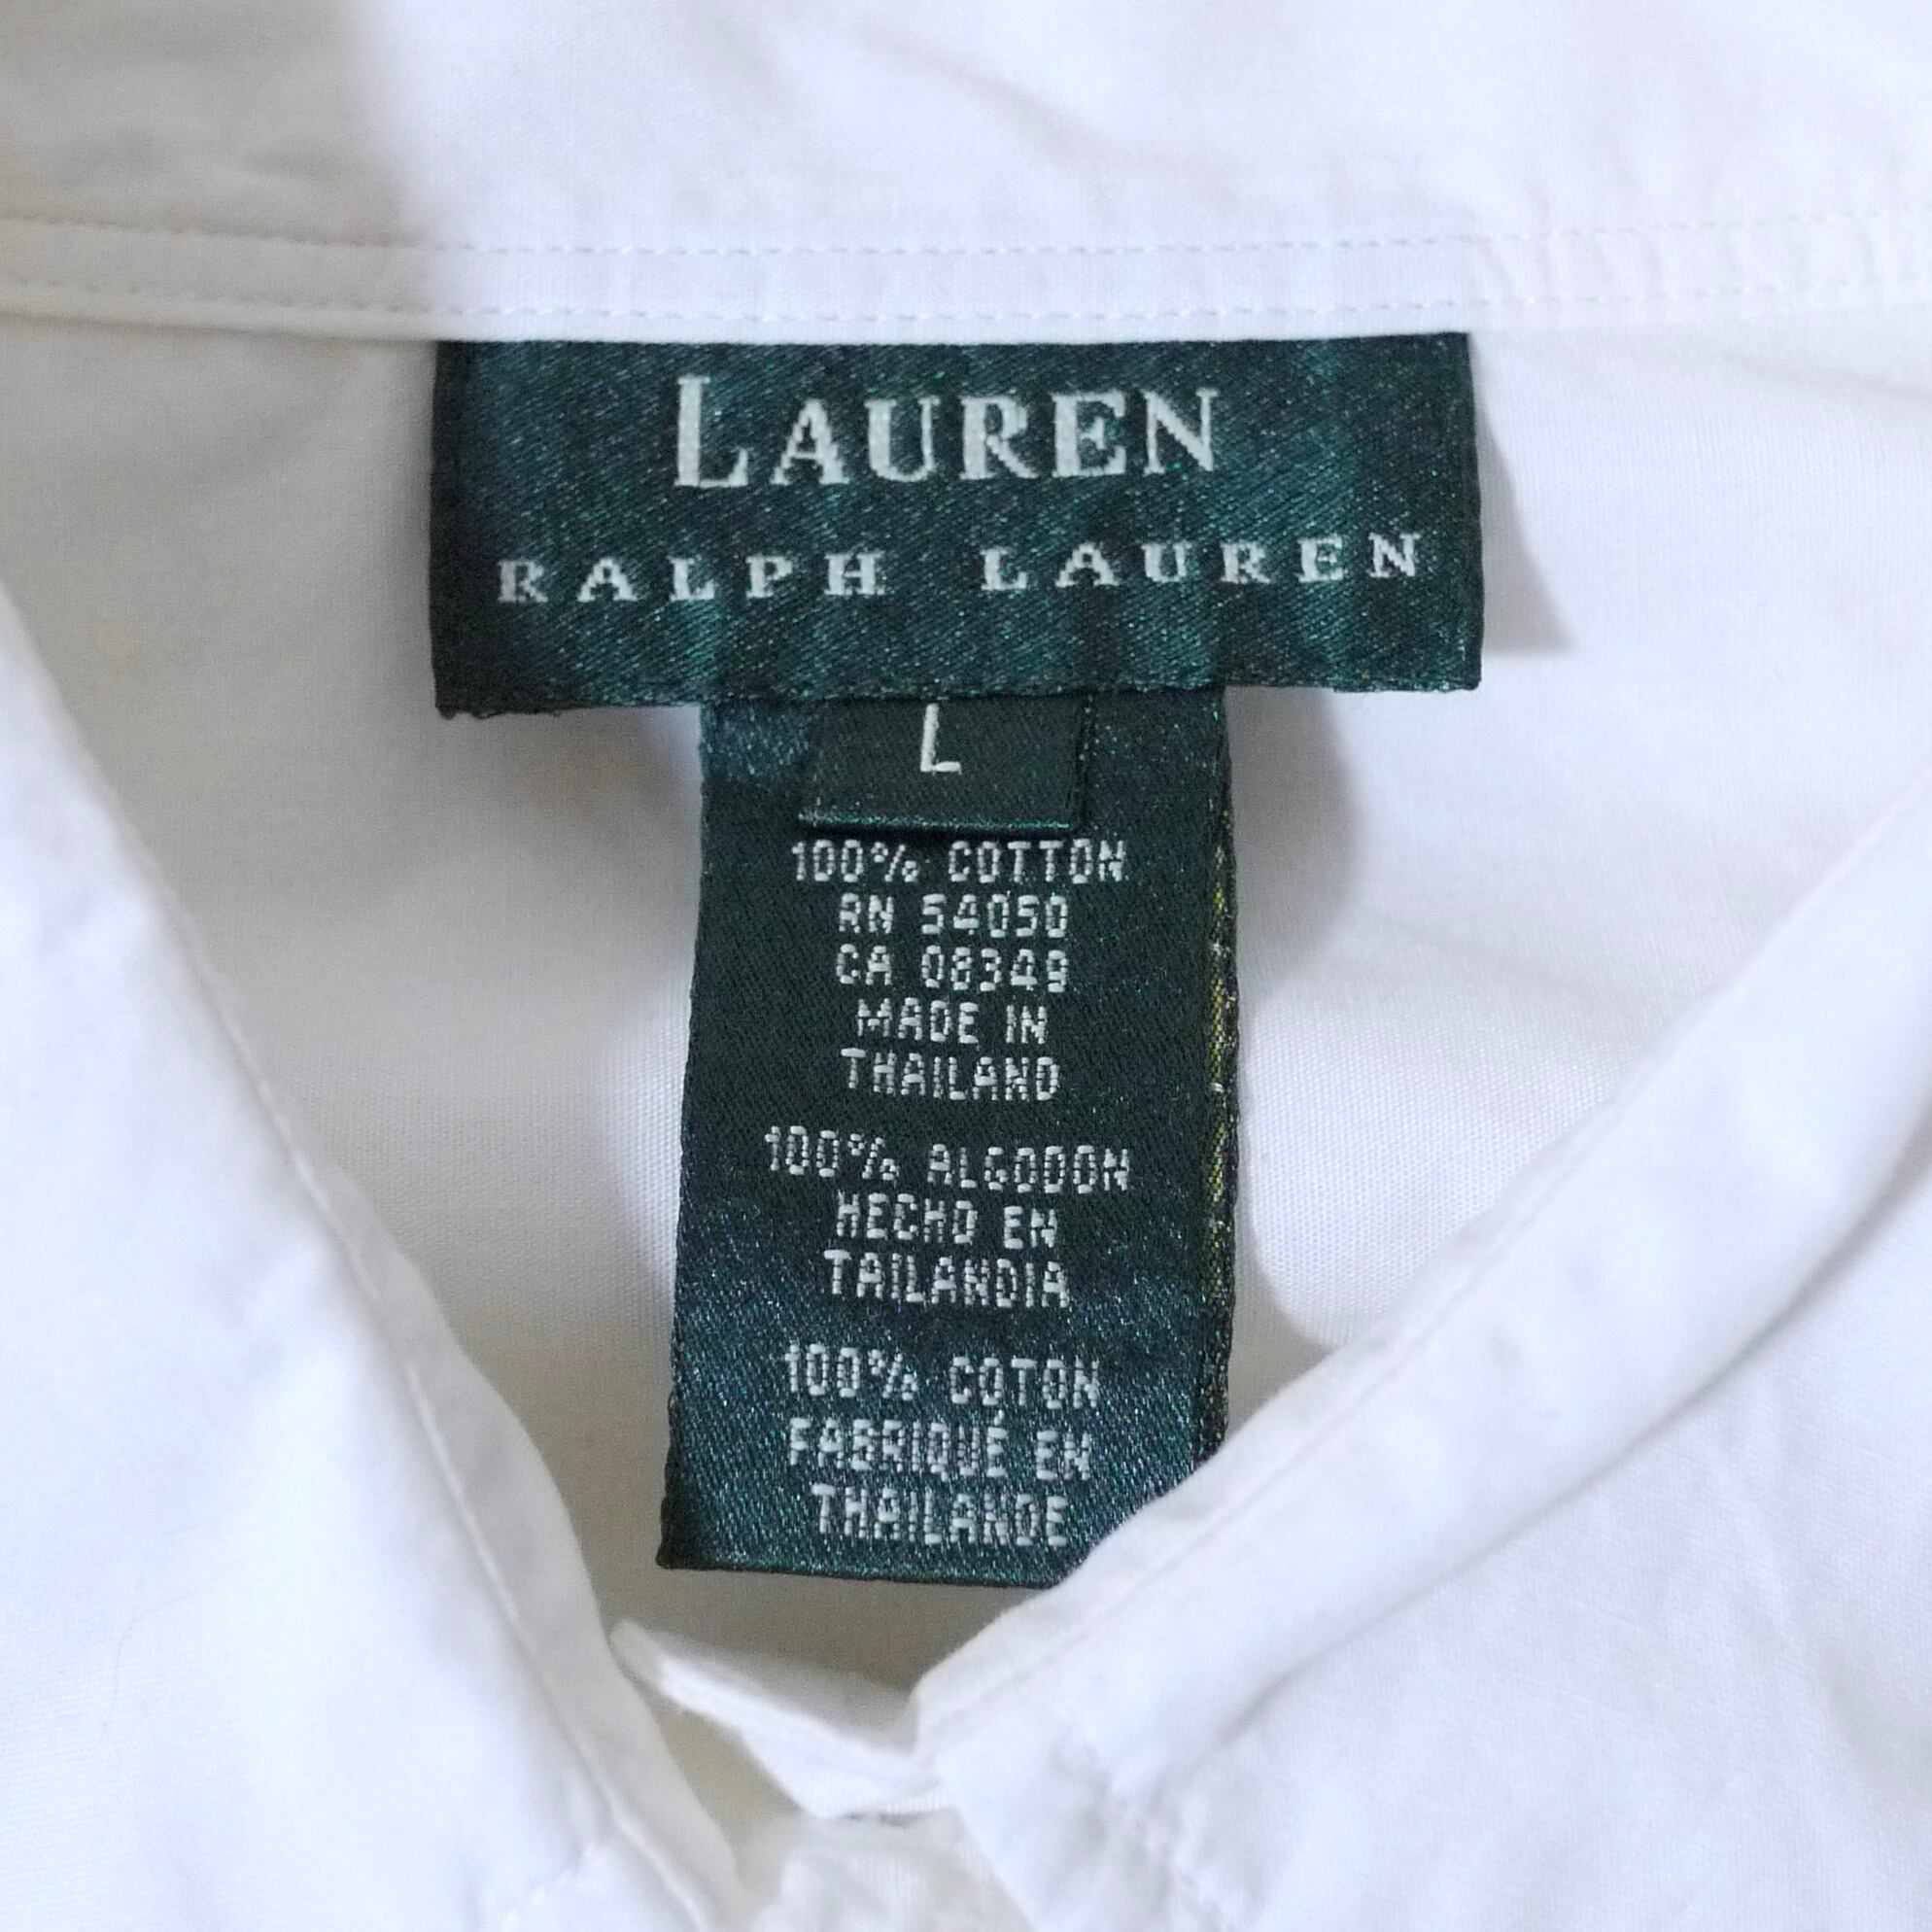 LAUREN
RALPH LAUREN
L
100% COTTON
RN 54050
CA 08349
MADE IN
THAILAND
100% ALGODON
HECHO EN
TAILANDIA
100% COTON
FABRIQUÉ EN
THAILANDE